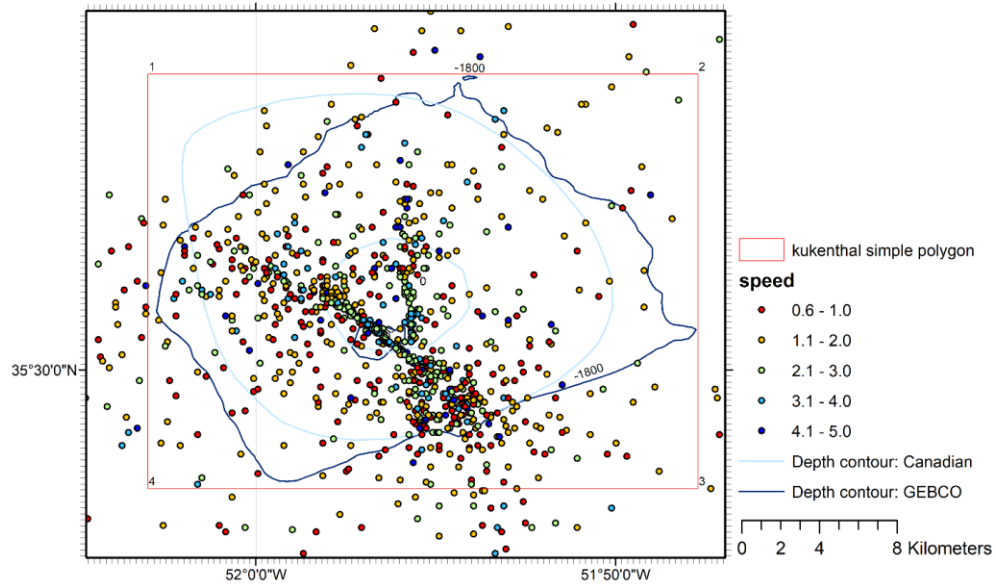 1
-1800
2
0
35°30'0"N
-1800
4
3
52°0'0"W
51°50'0"W
kukenthal simple polygon
speed
0.6 - 1.0
1.1 - 2.0
2.1 - 3.0
3.1 - 4.0
4.1 - 5.0
Depth contour: Canadian
Depth contour: GEBCO
0 2 4 8 Kilometers